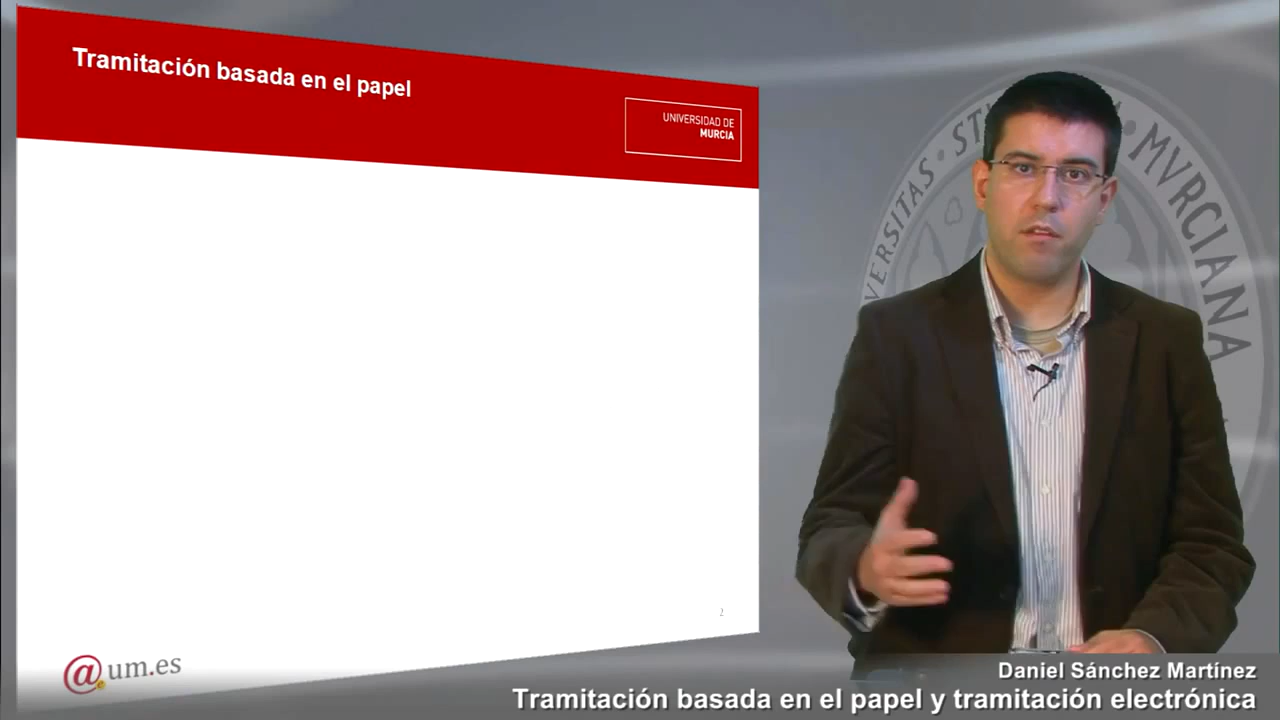 Tramitación basada en el papel
UNIVERSIDAD DE
MURCIA
VERSITAS · ST
MVRCIANA
2
@um.es
Daniel Sánchez Martínez
Tramitación basada en el papel y tramitación electrónica